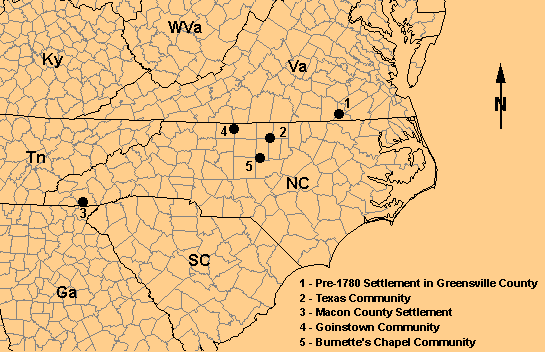 WVa
Ky
Va
N
1
4
2
5
Tn
NC
3
SC
Ga
1 - Pre-1780 Settlement in Greensville County
2 - Texas Community
3 - Macon County Settlement
4 - Goinstown Community
5 - Burnette's Chapel Community